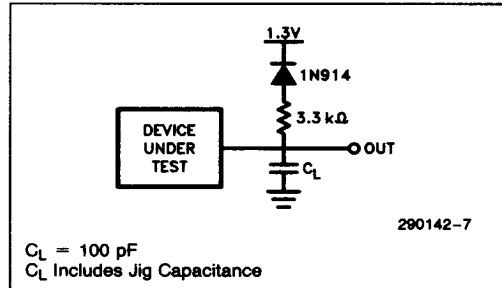 1.3V
1N914
3.3 kΩ
DEVICE
UNDER
TEST
OUT
CL
290142-7
CL = 100 pF
CL Includes Jig Capacitance